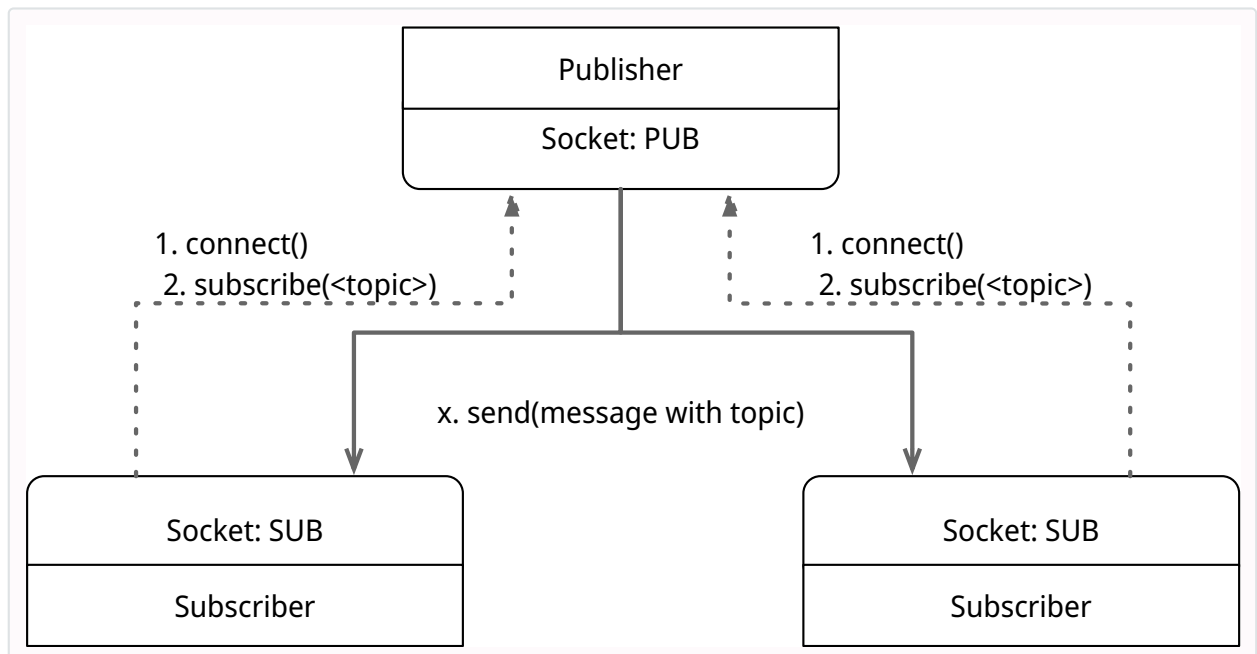 Publisher
Socket: PUB
1. connect()
2. subscribe(<topic>)
1. connect()
2. subscribe(<topic>)
x. send(message with topic)
Socket: SUB
Subscriber
Socket: SUB
Subscriber